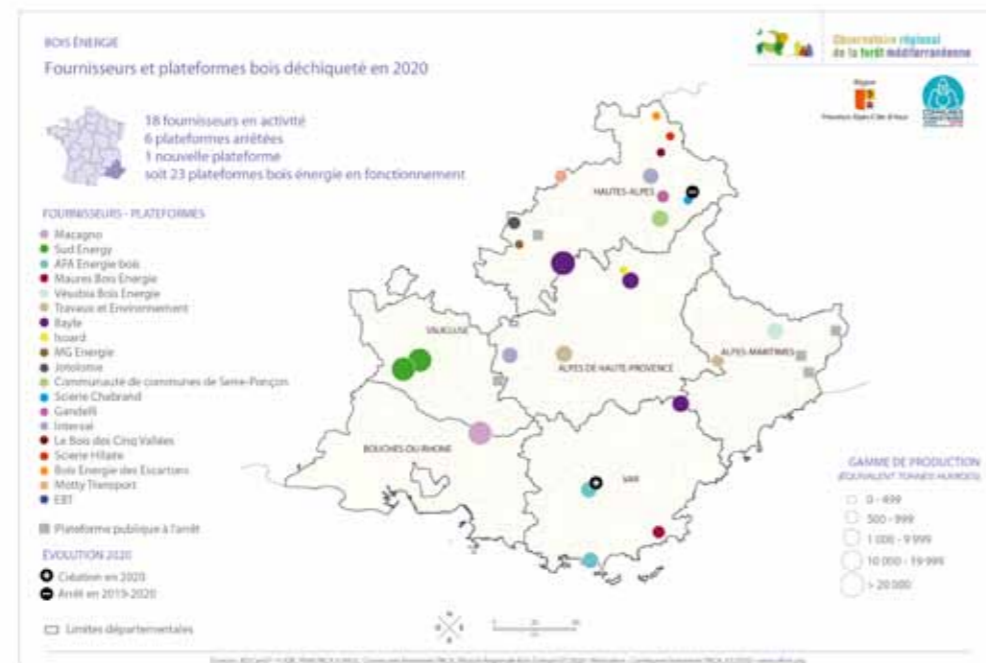 BOIS ÉNERGIE
Fournisseurs et plateformes bois déchiqueté en 2020
Observatoire régional
de la forêt méditerranéenne
Région
18 fournisseurs en activité
6 plateformes arrêtées
1 nouvelle plateforme
soit 23 plateformes bois énergie en fonctionnement
FOURNISSEURS - PLATEFORMES
Macagno
Sud Energy
AFA Energie bois
Maures Bois Energie
Vésubia Bois Energie
Travaux et Environnement
Bayle
Isoard
MG Energie
Communauté de communes de Serre-Ponçon
Scierie Chabrand
Gandelli
Interval
Le Bois des Cinq Vallées
Scierie Hilaire
Bois Energie des Escartons
Motty Transport
EBT
Plateforme publique à l'arrêt
ÉVOLUTION 2020
Création en 2020
Arrêt en 2019-2020
Limites départementales
HAUTES-ALPES
VAUCLUSE
ALPES DE HAUTE-PROVENCE
ALPES-MARITIMES
BOUCHES-DU-RHONE
VAR
GAMME DE PRODUCTION
(ÉQUIVALENT TONNES HUMIDES)
0 - 499
500 - 999
1 000 - 9 999
10 000 - 19 999
> 20 000